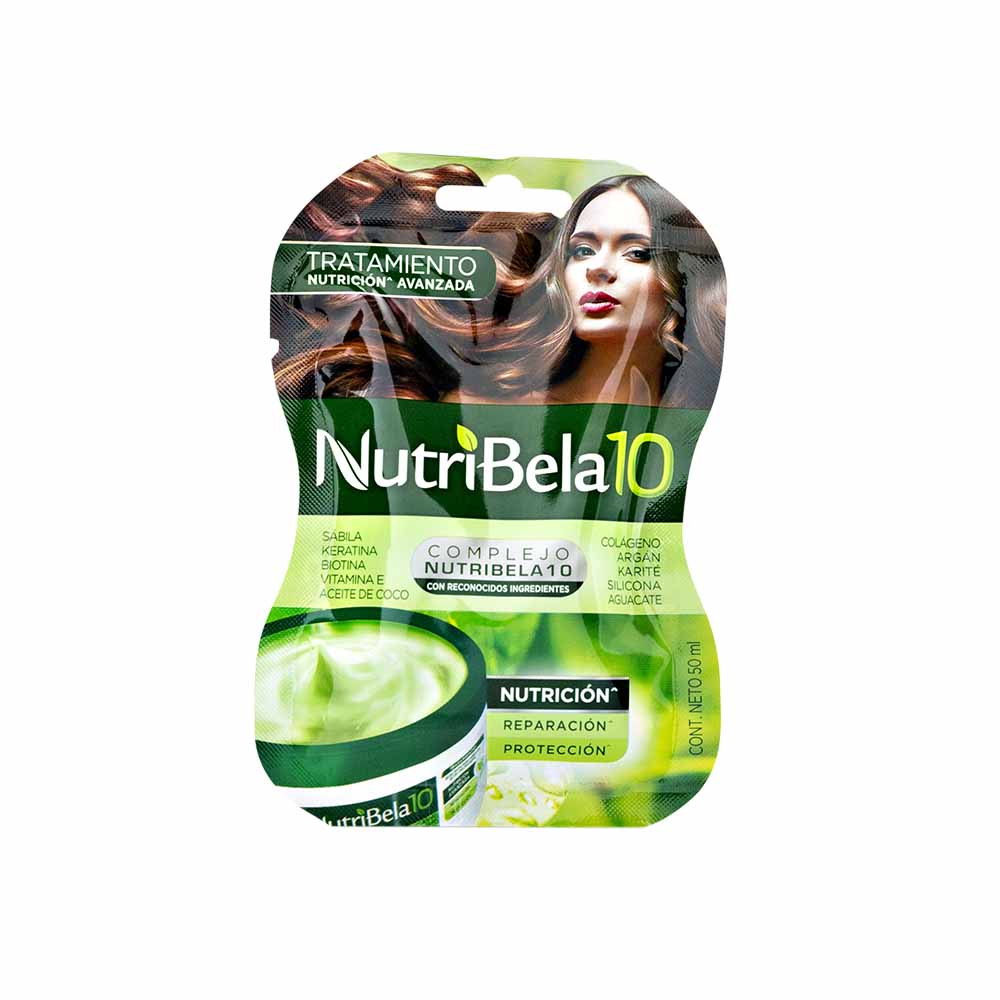 TRATAMIENTO
NUTRICIÓN^ AVANZADA
NutriBela10
SÁBILA
KERATINA
BIOTINA
VITAMINA E
ACEITE DE COCO
COMPLEJO
NUTRIBELA10
CON RECONOCIDOS INGREDIENTES
COLÁGENO
ARGÁN
KARITÉ
SILICONA
AGUACATE
NUTRICIÓN^
REPARACIÓN^
PROTECCIÓN^
CONT. NETO 50 ml
NutriBela10